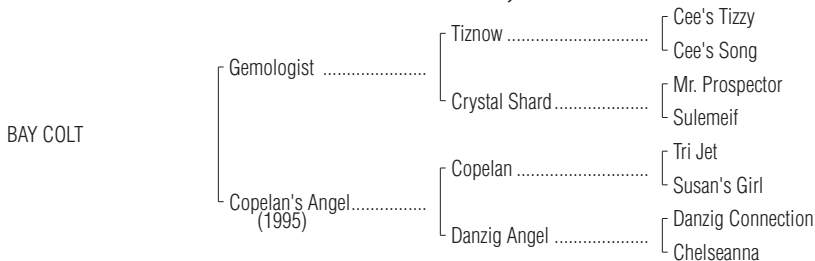 Cee's Tizzy
Tiznow ..............................
Cee's Song
Gemologist ......................
Mr. Prospector
Crystal Shard....................
Sulemeif
BAY COLT
Tri Jet
Copelan ............................
Susan's Girl
Copelan's Angel................
(1995)
Danzig Connection
Danzig Angel ....................
Chelseanna